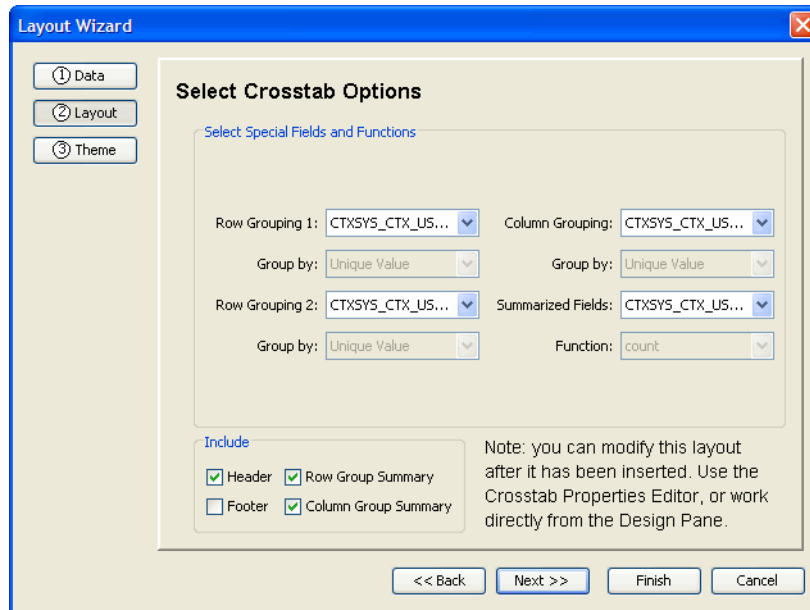 Layout Wizard
1 Data
2 Layout
3 Theme
Select Crosstab Options
Select Special Fields and Functions
Row Grouping 1: CTXSYS_CTX_US... Column Grouping: CTXSYS_CTX_US...
Group by: Unique Value Group by: Unique Value
Row Grouping 2: CTXSYS_CTX_US... Summarized Fields: CTXSYS_CTX_US...
Group by: Unique Value Function: count
Include
Header Row Group Summary
Footer Column Group Summary
Note: you can modify this layout
after it has been inserted. Use the
Crosstab Properties Editor, or work
directly from the Design Pane.
<< Back Next >> Finish Cancel